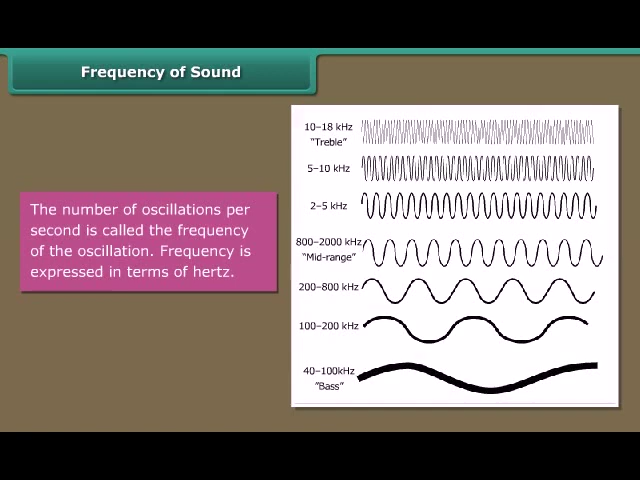 Frequency of Sound
The number of oscillations per
second is called the frequency
of the oscillation. Frequency is
expressed in terms of hertz.
10–18 kHz
“Treble”
5–10 kHz
2–5 kHz
800–2000 kHz
“Mid-range”
200–800 kHz
100–200 kHz
40–100kHz
”Bass”